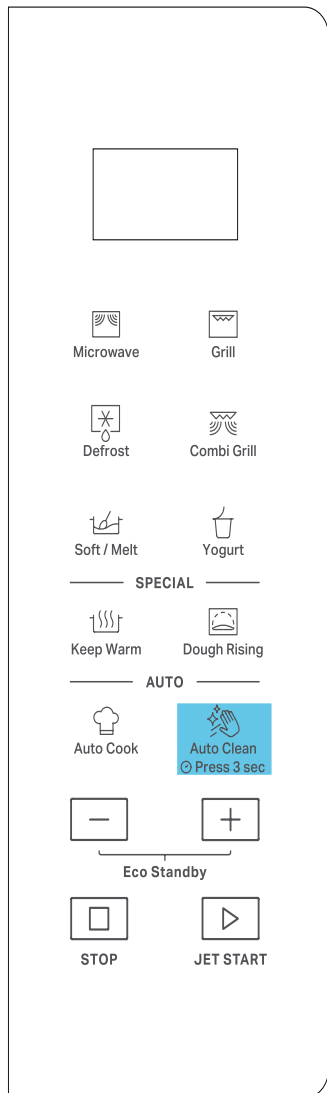 Microwave Grill
Defrost Combi Grill
Soft / Melt Yogurt
SPECIAL
Keep Warm Dough Rising
AUTO
Auto Cook Auto Clean
Press 3 sec
Eco Standby
STOP JET START